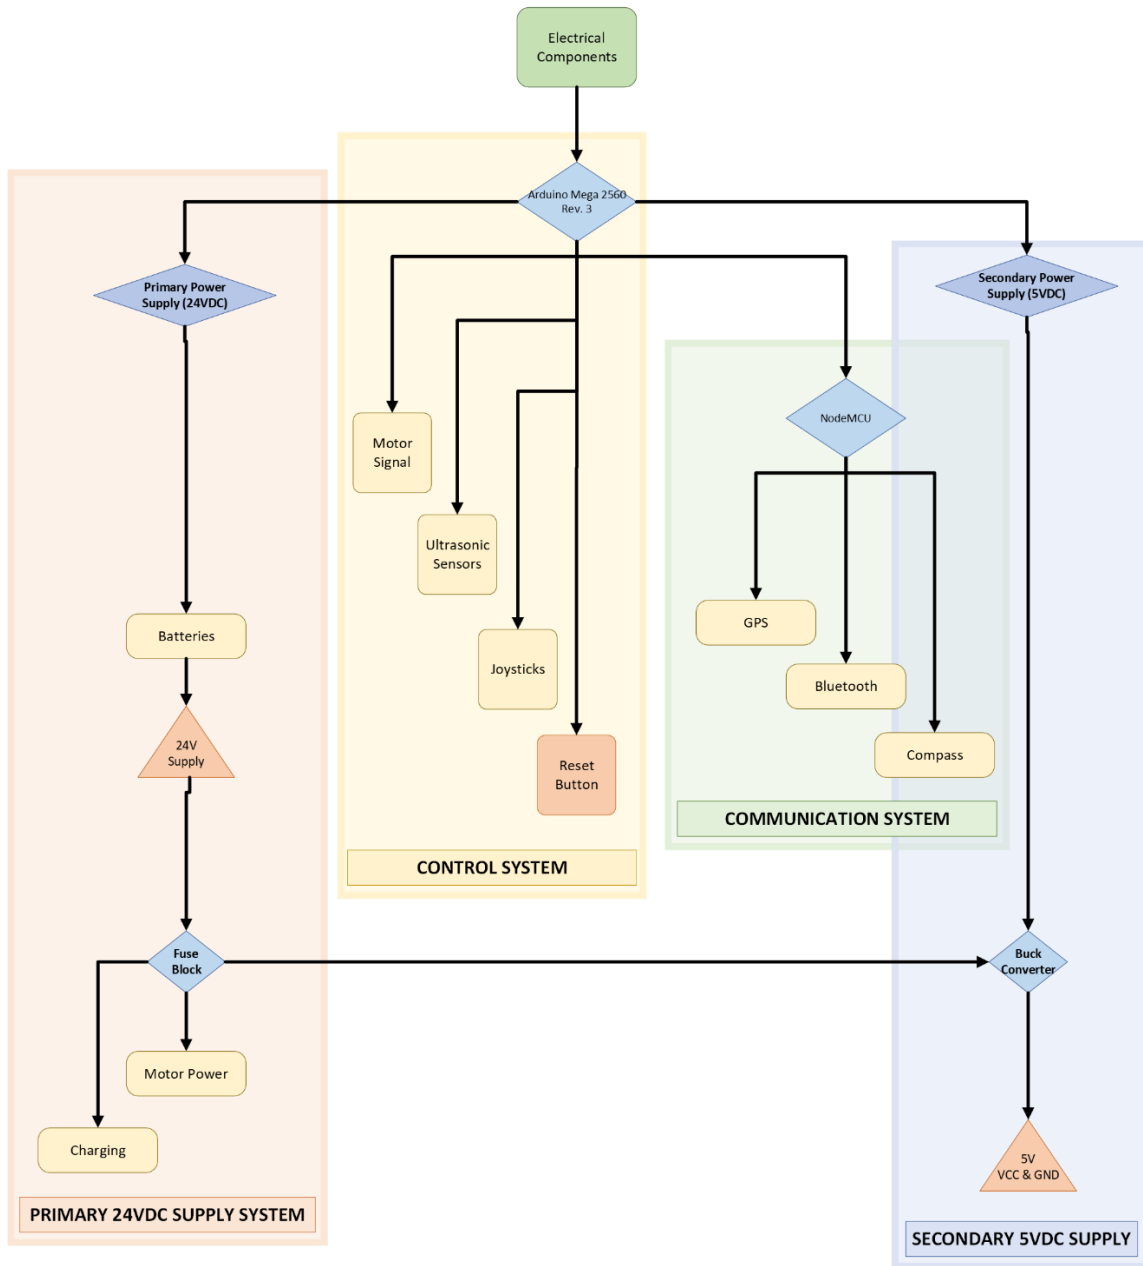 Electrical
Components
Arduino Mega 2560
Rev. 3
Primary Power
Supply (24VDC)
Secondary Power
Supply (5VDC)
NodeMCU
Motor
Signal
Ultrasonic
Sensors
GPS
Batteries
Joysticks
Bluetooth
24V
Supply
Reset
Button
Compass
COMMUNICATION SYSTEM
CONTROL SYSTEM
Fuse
Block
Buck
Converter
Motor Power
Charging
5V
VCC & GND
PRIMARY 24VDC SUPPLY SYSTEM
SECONDARY 5VDC SUPPLY